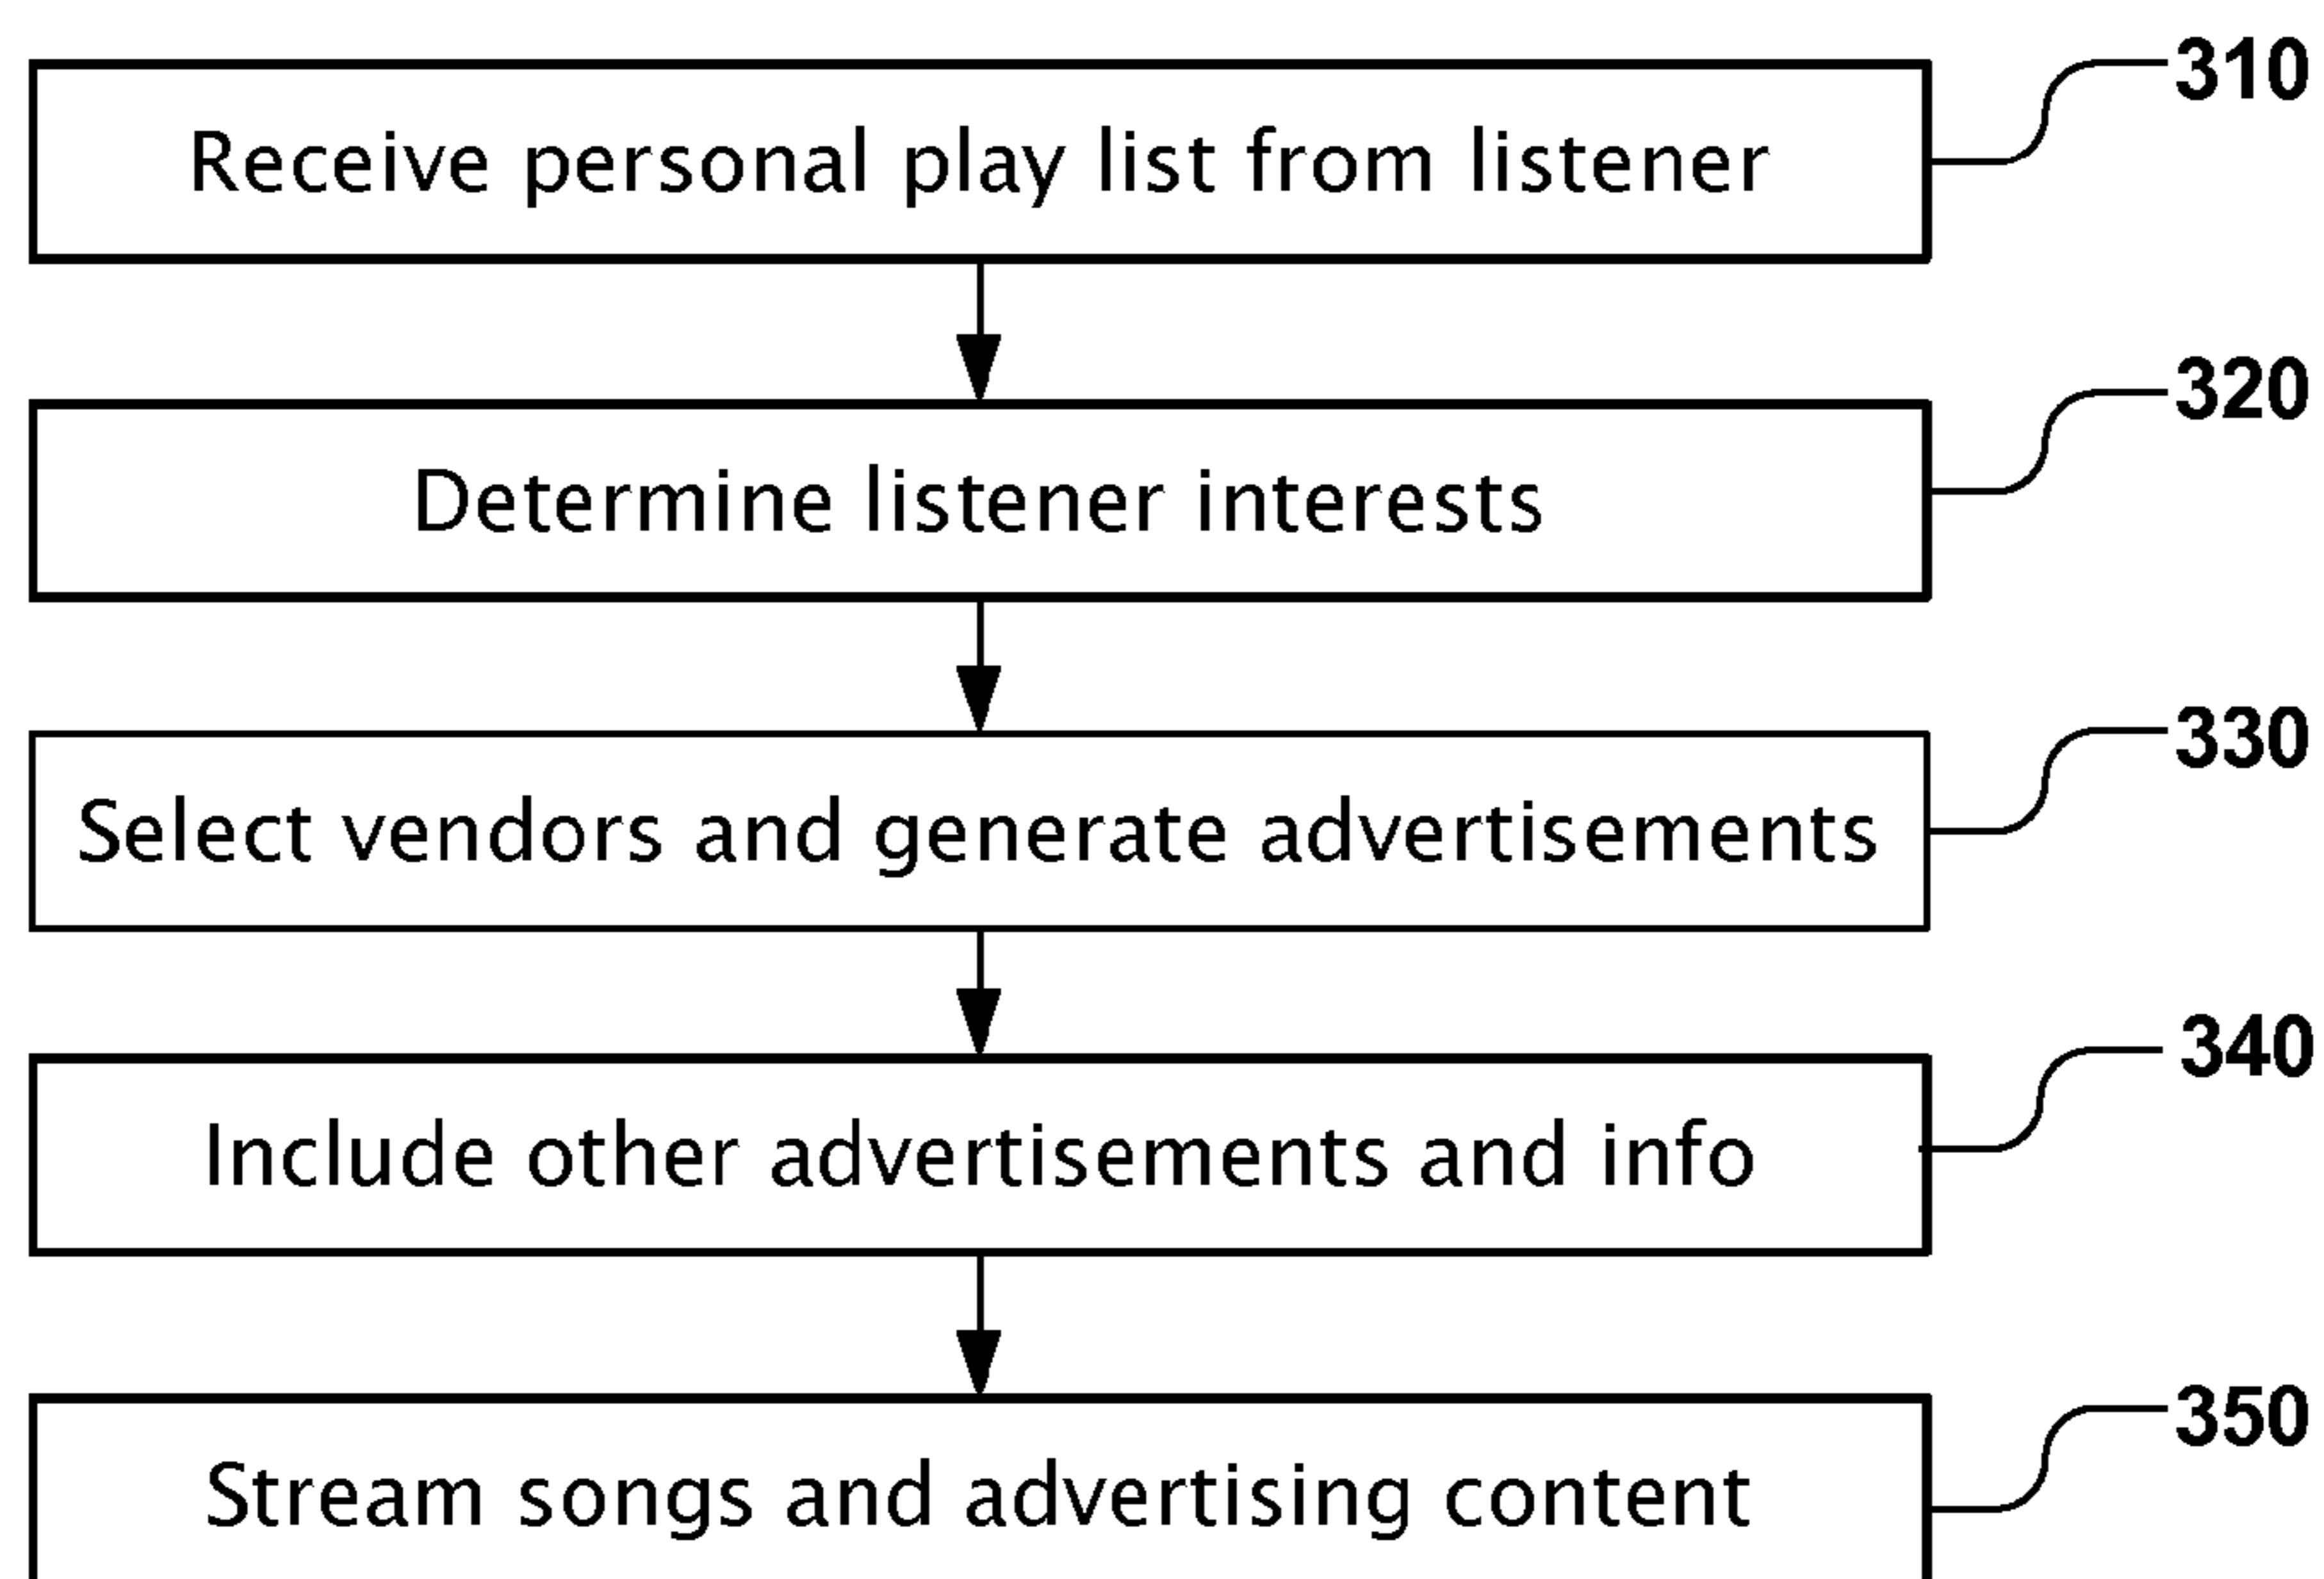 310
Receive personal play list from listener
320
Determine listener interests
330
Select vendors and generate advertisements
340
Include other advertisements and info
350
Stream songs and advertising content